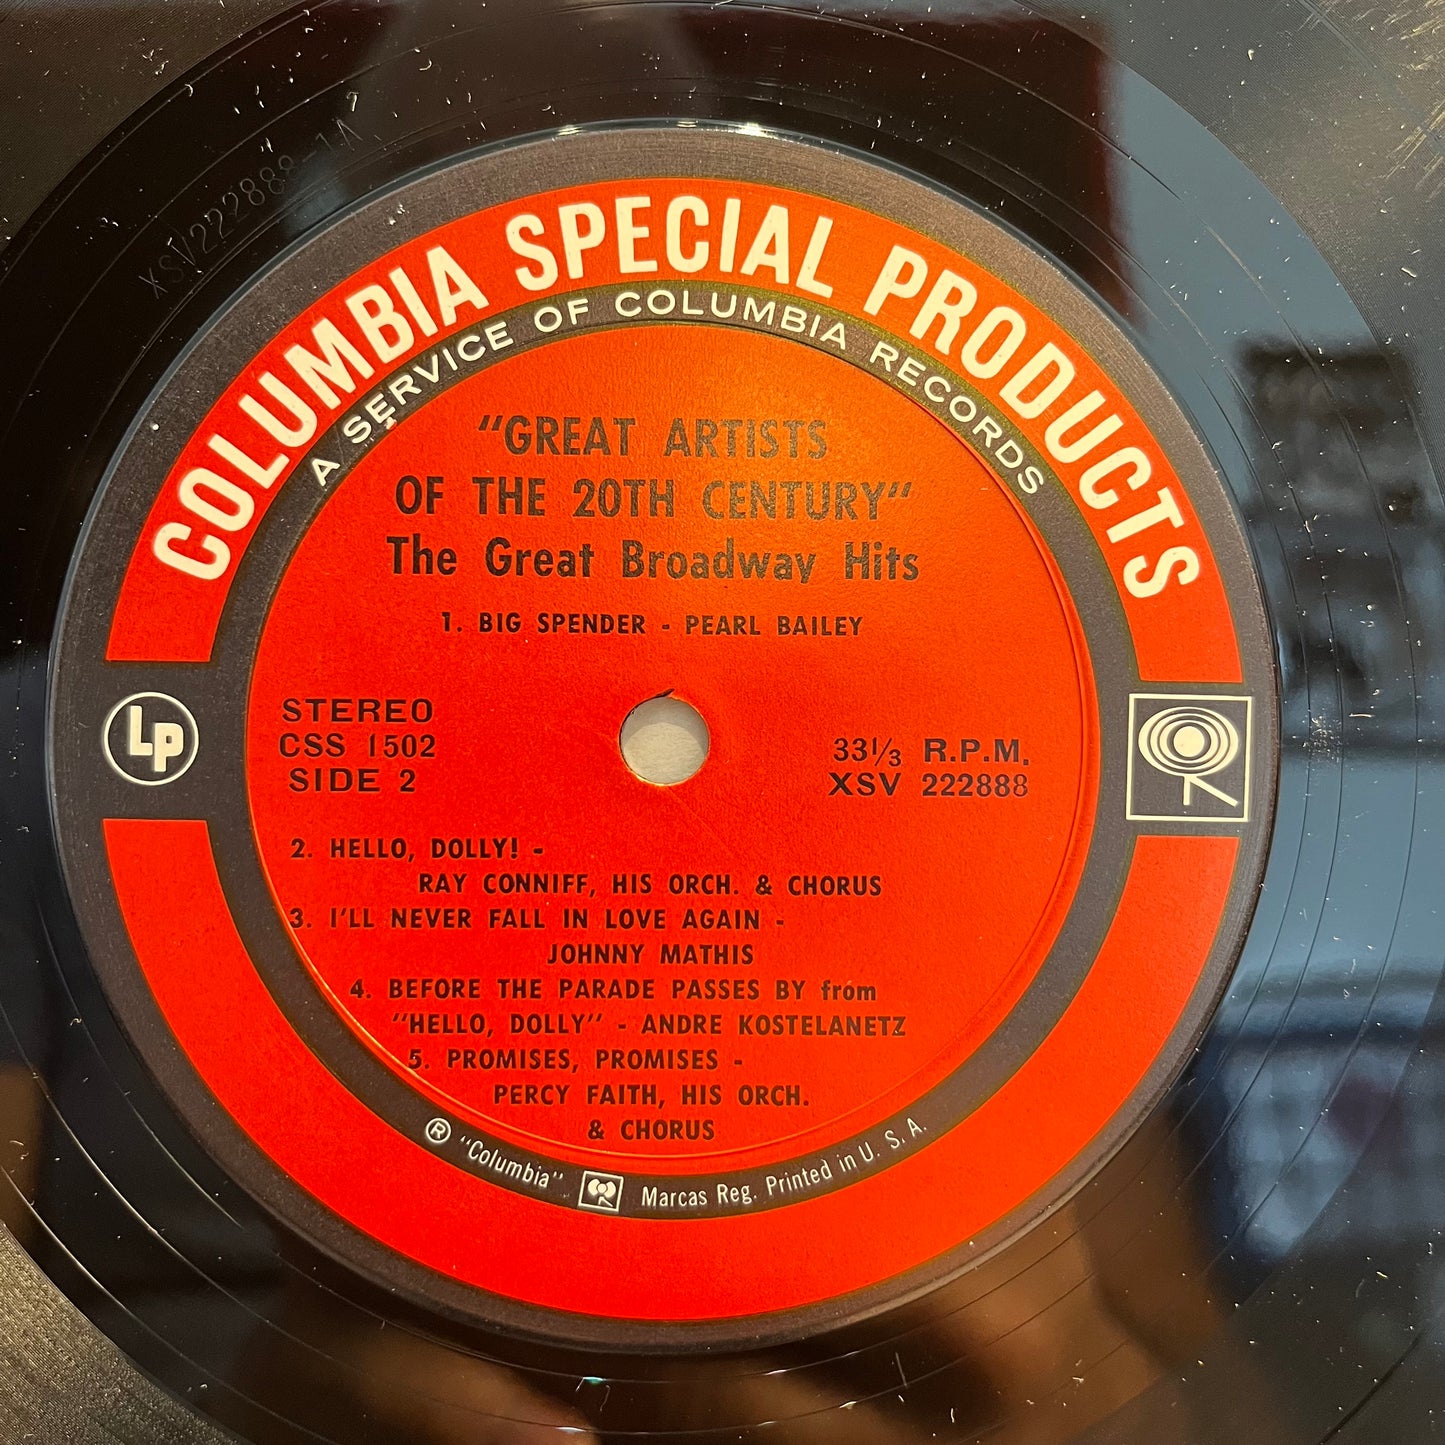 XSV222888-1A
COLUMBIA SPECIAL PRODUCTS
A SERVICE OF COLUMBIA RECORDS
"GREAT ARTISTS
OF THE 20TH CENTURY"
The Great Broadway Hits
1. BIG SPENDER - PEARL BAILEY
LP
STEREO
CSS 1502
SIDE 2
33⅓ R.P.M.
XSV 222888
2. HELLO, DOLLY! -
RAY CONNIFF, HIS ORCH. & CHORUS
3. I'LL NEVER FALL IN LOVE AGAIN -
JOHNNY MATHIS
4. BEFORE THE PARADE PASSES BY from
"HELLO, DOLLY" - ANDRE KOSTELANETZ
5. PROMISES, PROMISES -
PERCY FAITH, HIS ORCH.
& CHORUS
® "Columbia" Marcas Reg. Printed in U. S. A.